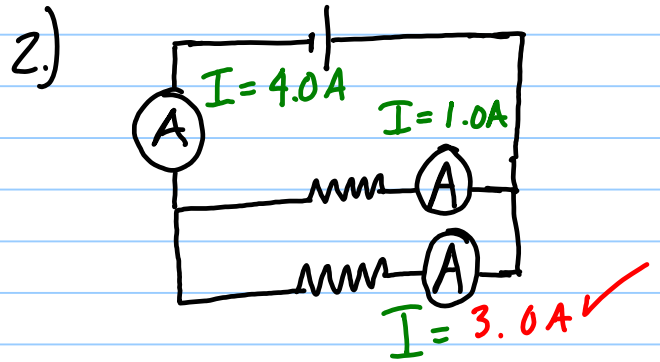 2.)
I = 4.0A
A
I = 1.0A
A
A
I = 3.0A ✓